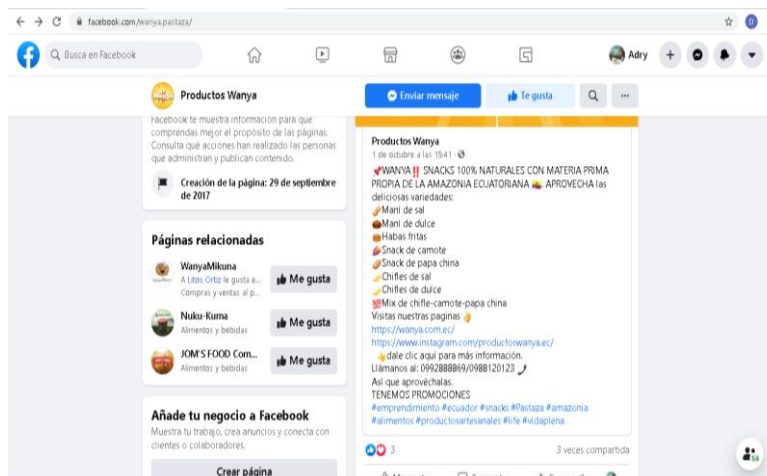 facebook.com/wanya.pastaza/
Busca en Facebook
Adry
Productos Wanya
Enviar mensaje
Te gusta
Facebook te muestra información para que
comprendas mejor el propósito de las páginas.
Consulta qué acciones han realizado las personas
que administran y publican contenido.
Creación de la página: 29 de septiembre
de 2017
Páginas relacionadas
WanyaMikuna
A Litos Ortiz le gusta e...
Compras y ventas al p...
Me gusta
Nuku-Kuma
Alimentos y bebidas
Me gusta
JOM'S FOOD Com...
Alimentos y bebidas
Me gusta
Añade tu negocio a Facebook
Muestra tu trabajo, crea anuncios y conecta con
clientes o colaboradores.
Crear página
Productos Wanya
1 de octubre a las 15:41 ·
📌WANYA‼ SNACKS 100% NATURALES CON MATERIA PRIMA
PROPIA DE LA AMAZONIA ECUATORIANA 🇪🇨. APROVECHA las
deliciosas variedades:
🥜Maní de sal
🌰Maní de dulce
Habas fritas
🍠Snack de camote
🥔Snack de papa china
🍌Chifles de sal
🍌Chifles de dulce
💯Mix de chifle-camote-papa china
Visitas nuestras paginas 👇
https://wanya.com.ec/
https://www.instagram.com/productoswanya.ec/
👆dale clic aquí para más información.
Llámanos al: 0992888869/0988120123 🤳
Así que aprovéchalas.
TENEMOS PROMOCIONES
#emprendimiento #ecuador #snacks #Pastaza #amazonia
#alimentos #productosartesanales #life #vidaplena
3
3 veces compartida